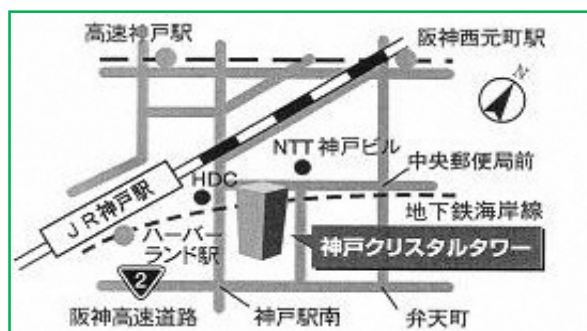 高速神戸駅
阪神西元町駅
N
NTT 神戸ビル
中央郵便局前
HDC
JR神戸駅
地下鉄海岸線
ハーバー
ランド駅
神戸クリスタルタワー
2
阪神高速道路
神戸駅南
弁天町